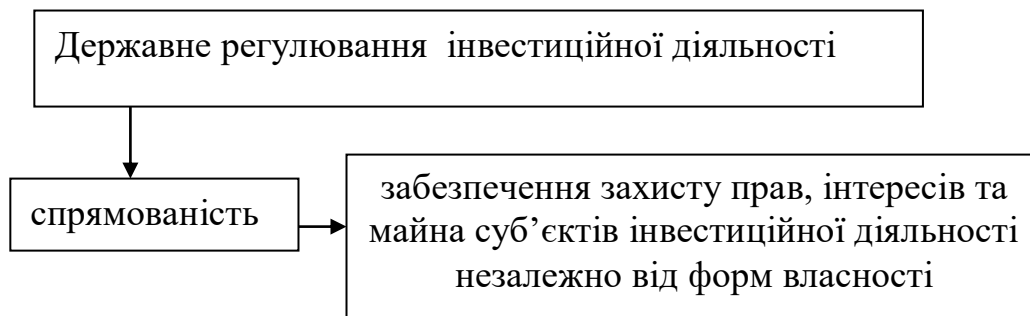 Державне регулювання інвестиційної діяльності
спрямованість
забезпечення захисту прав, інтересів та
майна суб’єктів інвестиційної діяльності
незалежно від форм власності